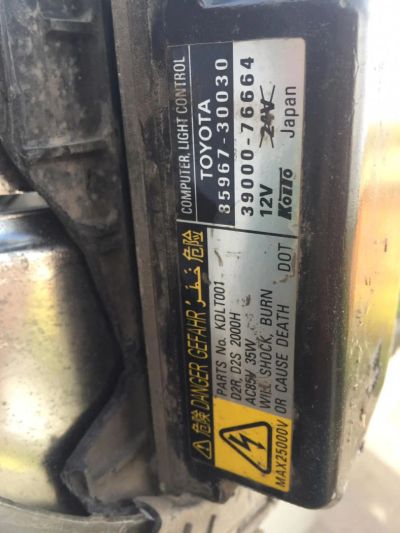 COMPUTER, LIGHT CONTROL
TOYOTA
85967-30030
39000-76664
12V 24V
KOITO Japan
危険 DANGER GEFAHR خطر 危险
PARTS No. KDLT001
D2R, D2S 2000H
AC85V 35W
WILL SHOCK, BURN
OR CAUSE DEATH DOT
MAX25000V